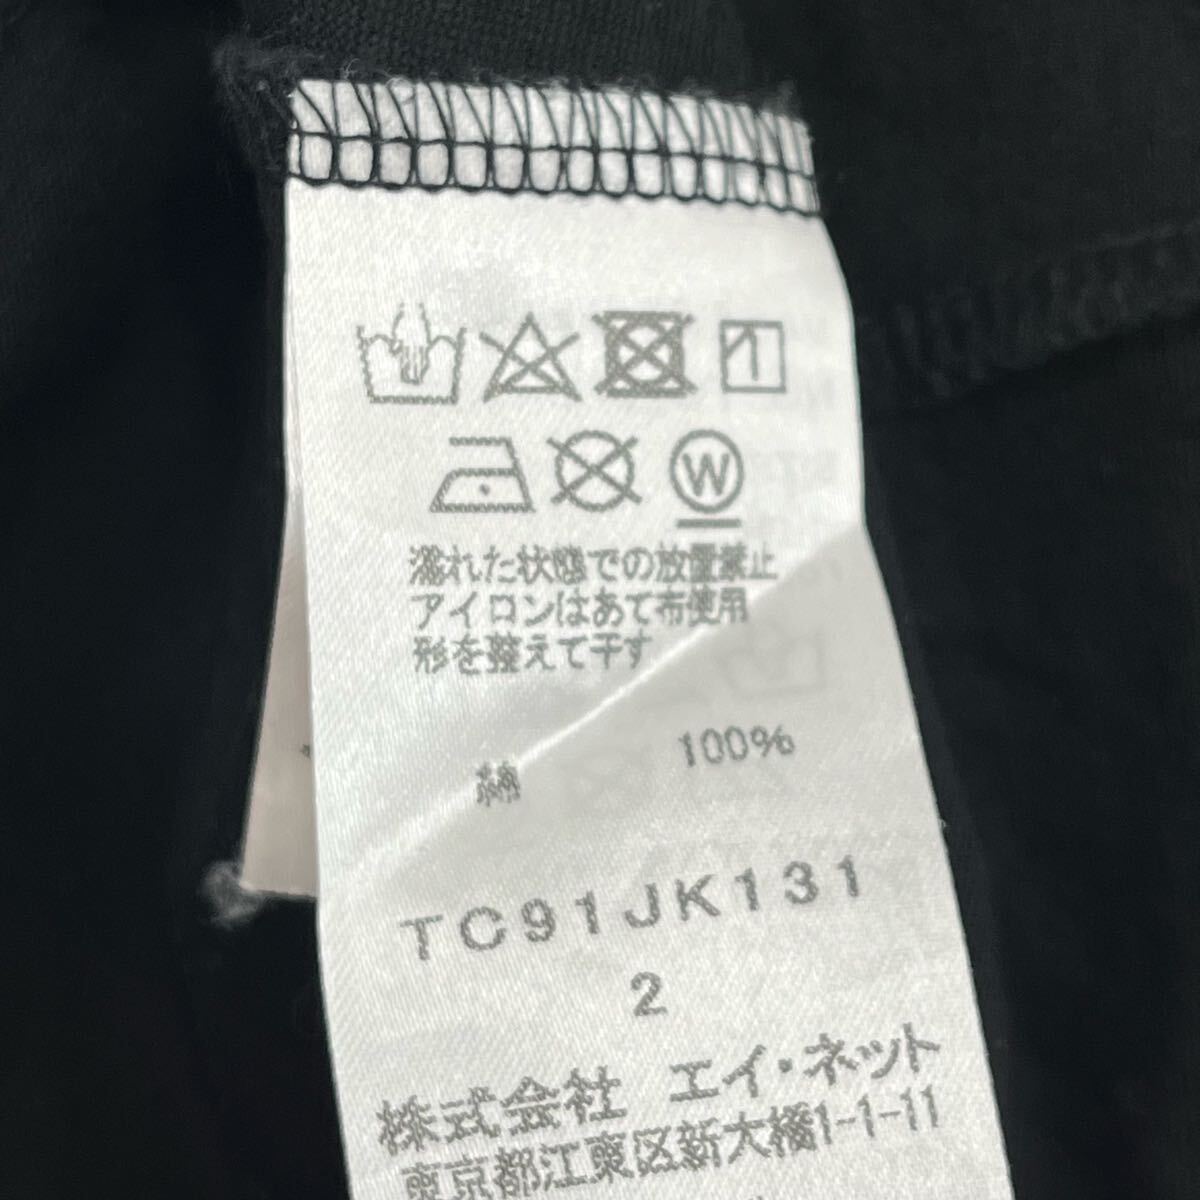 W
濡れた状態での放置禁止
アイロンはあて布使用
形を整えて干す
綿 100%
TC91JK131
2
株式会社 エイ・ネット
東京都江東区新大橋1-1-11